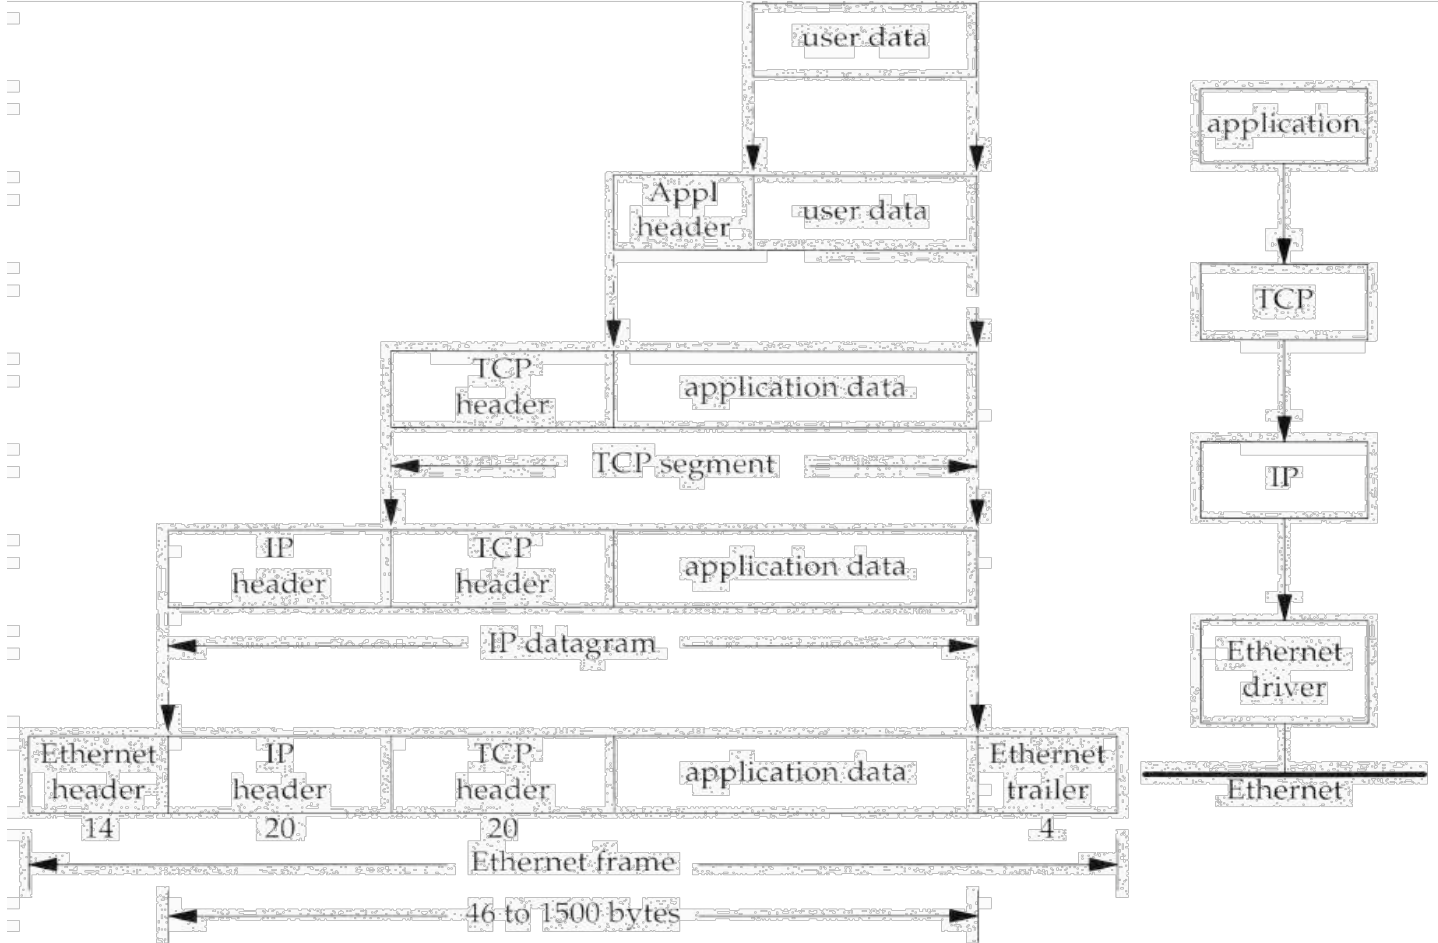 user data
application
Appl
header
user data
TCP
TCP
header
application data
TCP segment
IP
IP
header
TCP
header
application data
IP datagram
Ethernet
driver
Ethernet
header
IP
header
TCP
header
application data
Ethernet
trailer
Ethernet
14
20
20
4
Ethernet frame
46 to 1500 bytes